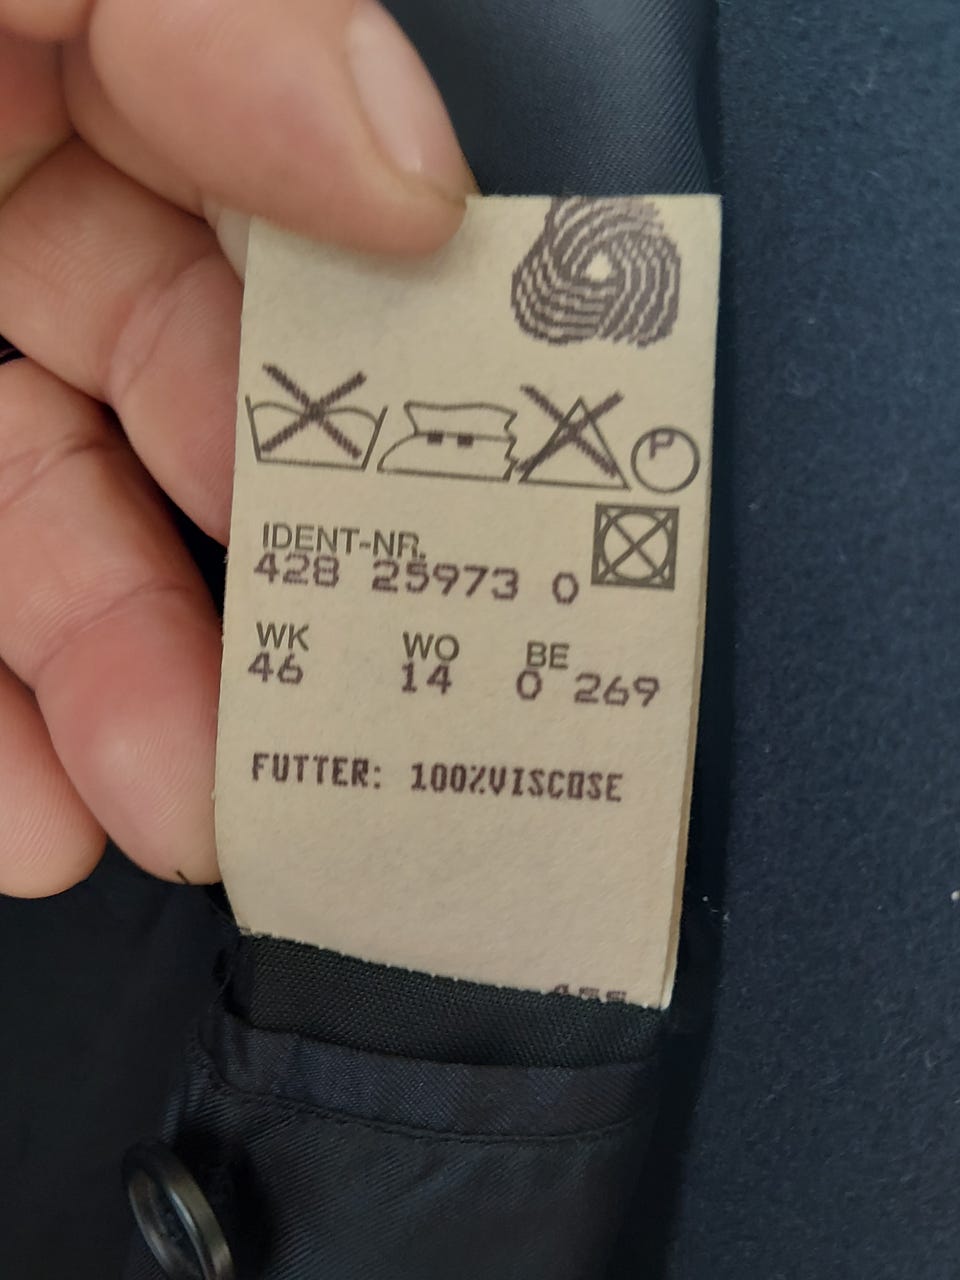 P
IDENT-NR.
428 25973 0
WK WO BE
46 14 0 269
FUTTER: 100%VISCOSE